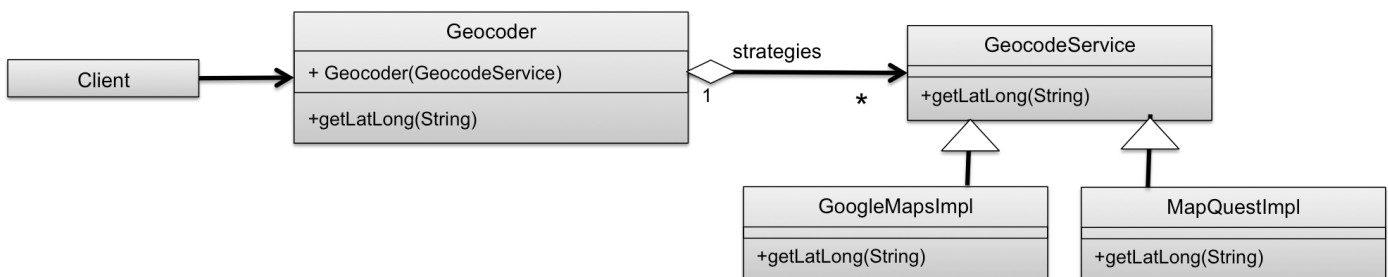 Client
Geocoder
+ Geocoder(GeocodeService)
+getLatLong(String)
strategies
1
*
GeocodeService
+getLatLong(String)
GoogleMapsImpl
+getLatLong(String)
MapQuestImpl
+getLatLong(String)